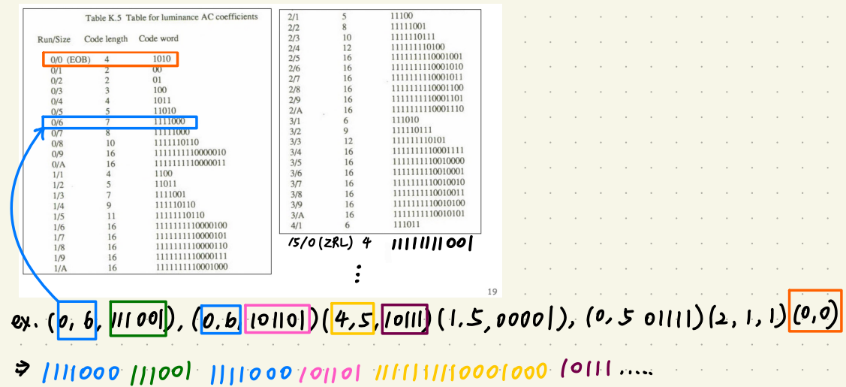 Table K.5 Table for luminance AC coefficients
Run/Size Code length Code word
0/0 (EOB) 4 1010
0/1 2 00
0/2 2 01
0/3 3 100
0/4 4 1011
0/5 5 11010
0/6 7 1111000
0/7 8 11111000
0/8 10 1111110110
0/9 16 1111111110000010
0/A 16 1111111110000011
1/1 4 1100
1/2 5 11011
1/3 7 1111001
1/4 9 111110110
1/5 11 11111110110
1/6 16 1111111110000100
1/7 16 1111111110000101
1/8 16 1111111110000110
1/9 16 1111111110000111
1/A 16 1111111110001000
2/1 5 11100
2/2 8 11111001
2/3 10 1111110111
2/4 12 111111110100
2/5 16 1111111110001001
2/6 16 1111111110001010
2/7 16 1111111110001011
2/8 16 1111111110001100
2/9 16 1111111110001101
2/A 16 1111111110001110
3/1 6 111010
3/2 9 111110111
3/3 12 111111110101
3/4 16 1111111110001111
3/5 16 1111111110010000
3/6 16 1111111110010001
3/7 16 1111111110010010
3/8 16 1111111110010011
3/9 16 1111111110010100
3/A 16 1111111110010101
4/1 6 111011
15/0 (ZRL) 4 11111111001
⋮
19
ex. (0, 6, 111001), (0.6, 101101) (4,5, 10111) (1.5, 00001), (0, 5 01111) (2, 1, 1) (0,0)
⇒ 1111000 111001 1111000 101101 1111111110001000 10111 .....